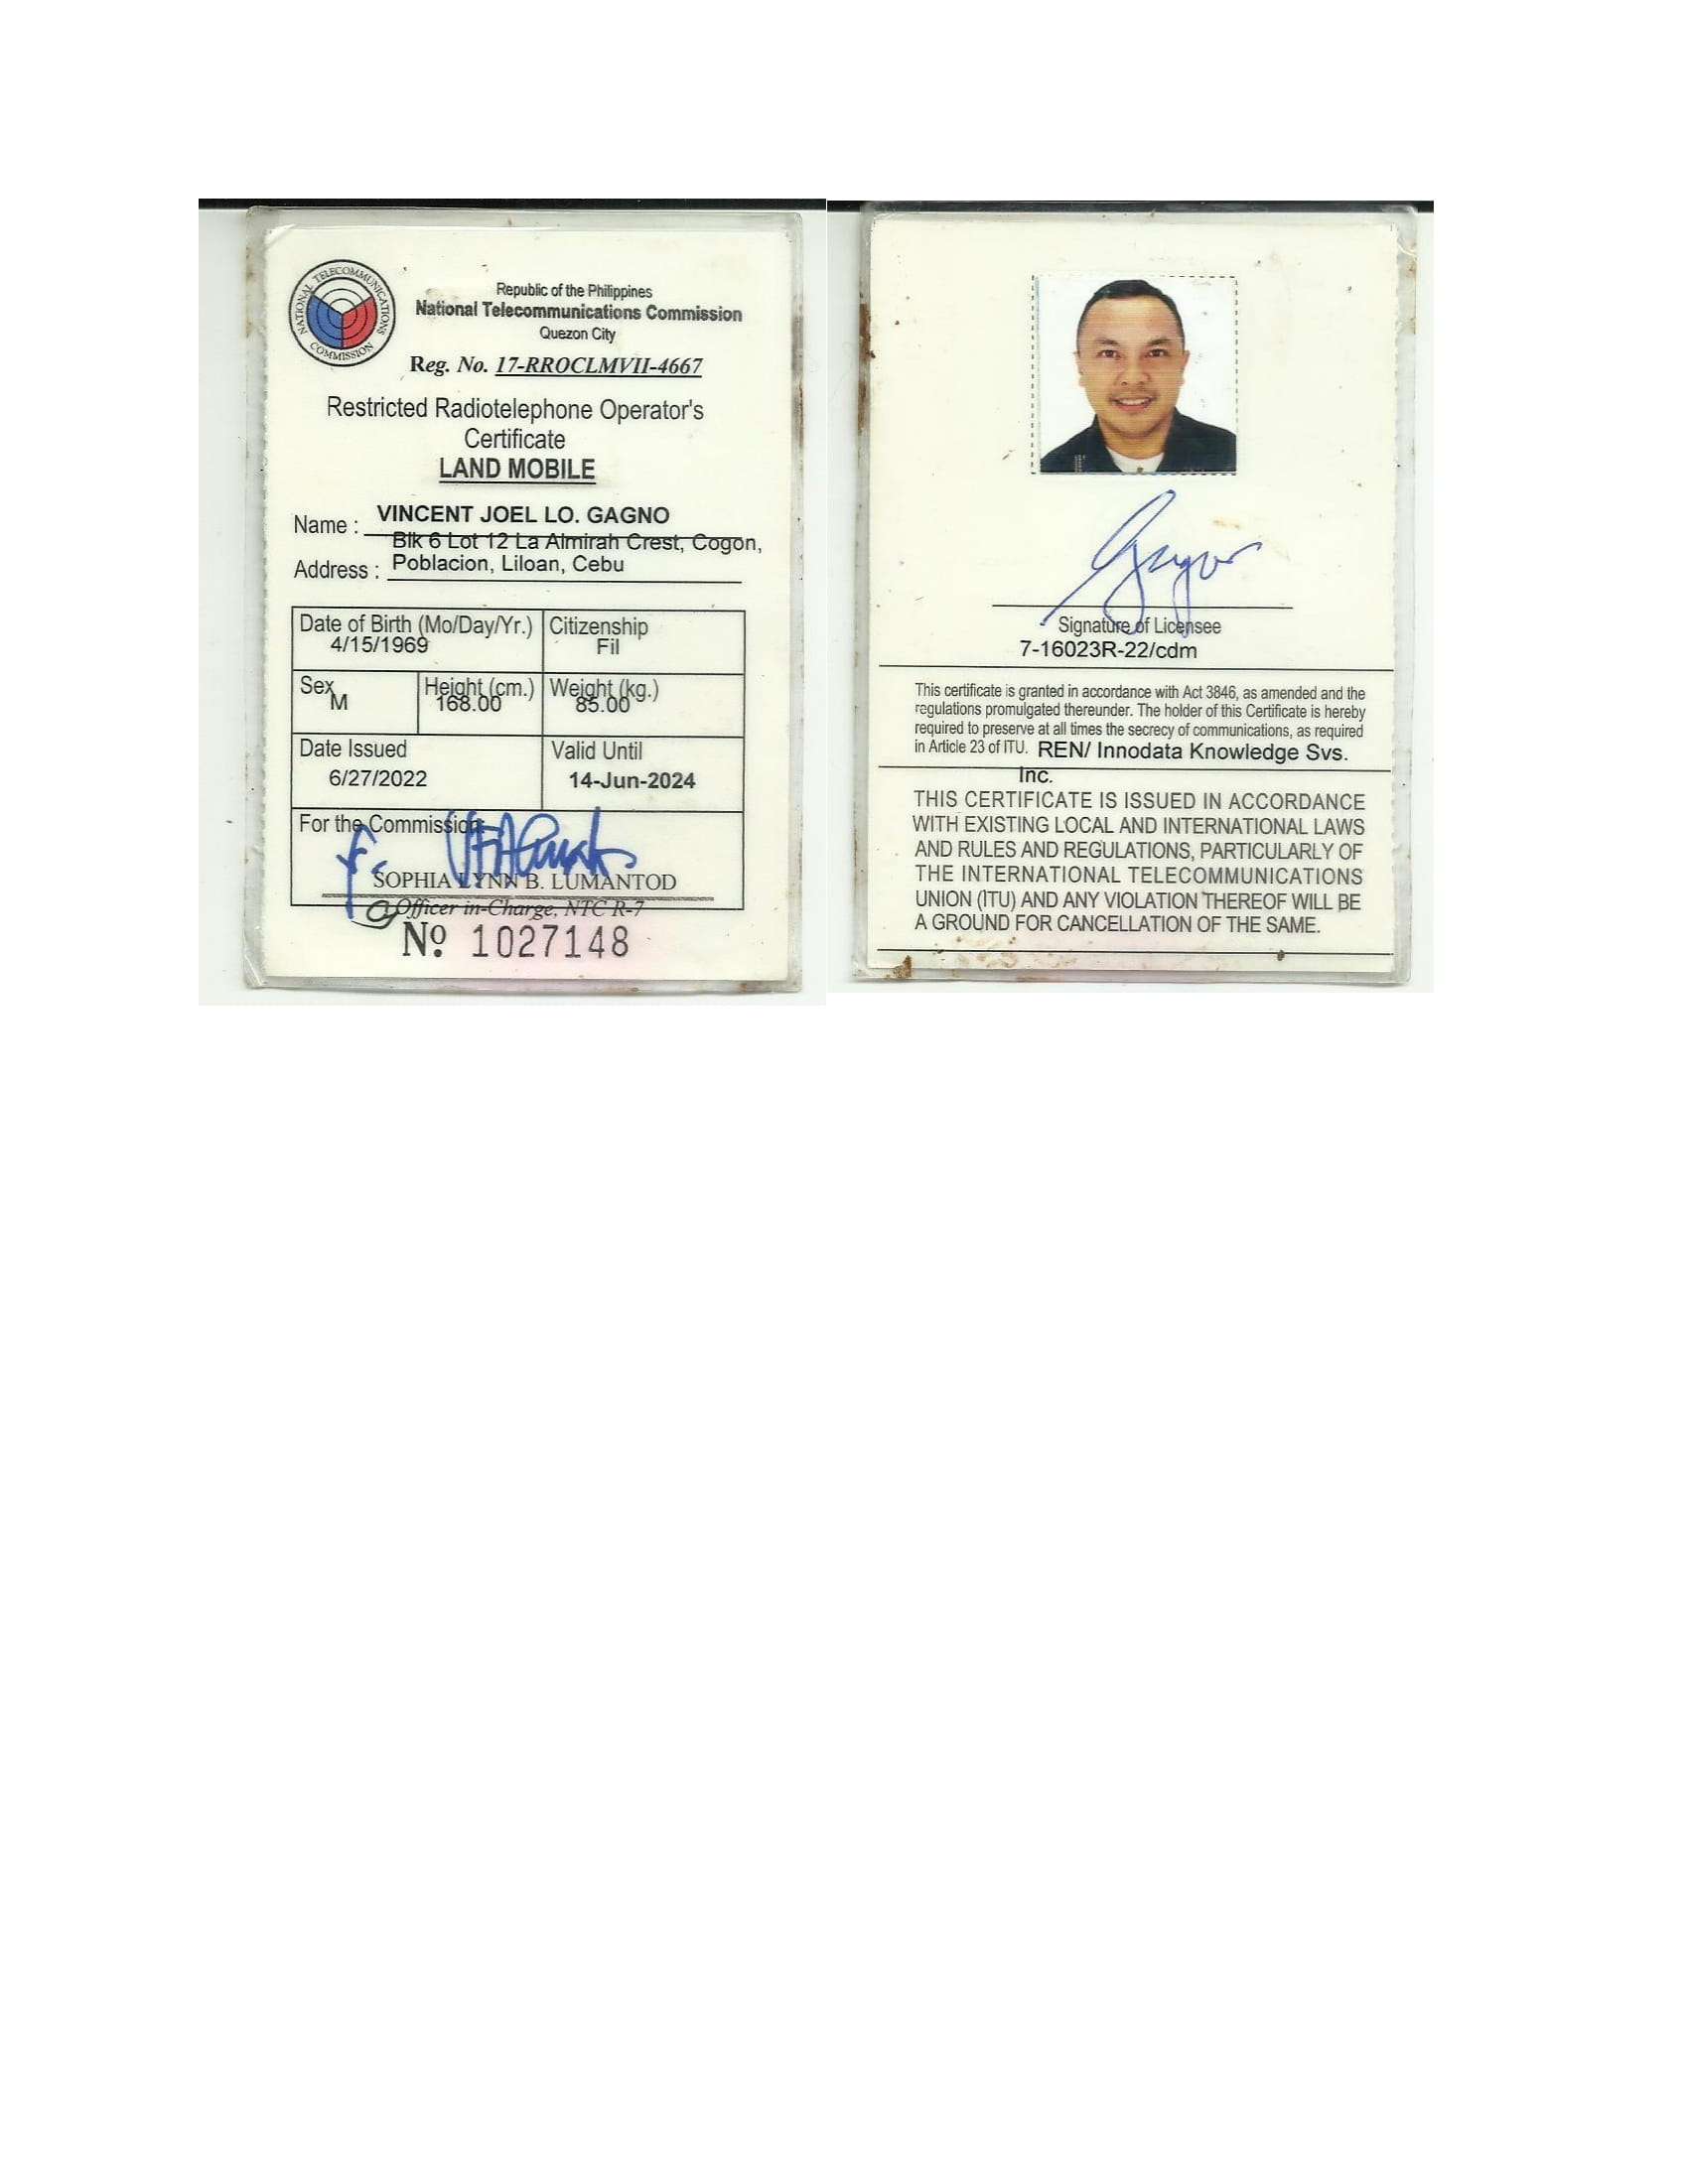 NATIONAL TELECOMMUNICATIONS COMMISSION
Republic of the Philippines
National Telecommunications Commission
Quezon City
Reg. No. 17-RROCLMVII-4667
Restricted Radiotelephone Operator's
Certificate
LAND MOBILE
Name : VINCENT JOEL LO. GAGNO
Blk 6 Lot 12 La Almirah Crest, Cogon,
Address : Poblacion, Liloan, Cebu
Date of Birth (Mo/Day/Yr.) Citizenship
4/15/1969 Fil
Sex Height (cm.) Weight (kg.)
M 168.00 85.00
Date Issued Valid Until
6/27/2022 14-Jun-2024
For the Commission:
SOPHIA LYNN B. LUMANTOD
Officer in-Charge, NTC R-7
No 1027148
Signature of Licensee
7-16023R-22/cdm
This certificate is granted in accordance with Act 3846, as amended and the
regulations promulgated thereunder. The holder of this Certificate is hereby
required to preserve at all times the secrecy of communications, as required
in Article 23 of ITU. REN/ Innodata Knowledge Svs.
Inc.
THIS CERTIFICATE IS ISSUED IN ACCORDANCE
WITH EXISTING LOCAL AND INTERNATIONAL LAWS
AND RULES AND REGULATIONS, PARTICULARLY OF
THE INTERNATIONAL TELECOMMUNICATIONS
UNION (ITU) AND ANY VIOLATION THEREOF WILL BE
A GROUND FOR CANCELLATION OF THE SAME.